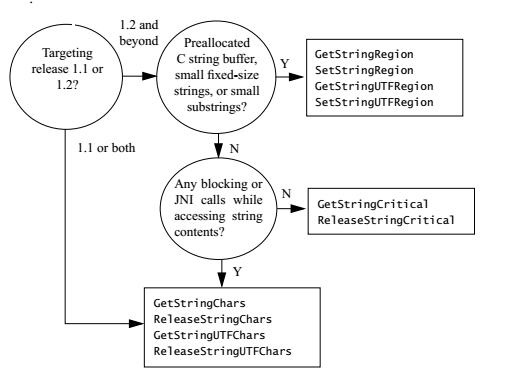 1.2 and
beyond
Targeting
release 1.1 or
1.2?
Preallocated
C string buffer,
small fixed-size
strings, or small
substrings?
Y
GetStringRegion
SetStringRegion
GetStringUTFRegion
SetStringUTFRegion
1.1 or both
N
Any blocking or
JNI calls while
accessing string
contents?
N
GetStringCritical
ReleaseStringCritical
Y
GetStringChars
ReleaseStringChars
GetStringUTFChars
ReleaseStringUTFChars